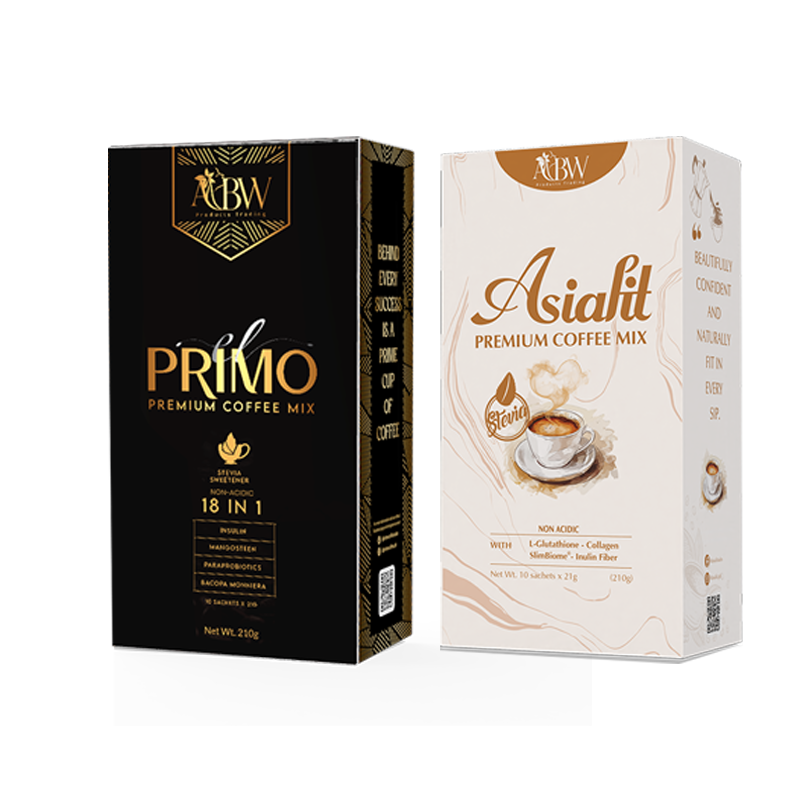 ACBW
Products Trading
el
PRIMO
PREMIUM COFFEE MIX
STEVIA
SWEETENER
NON-ACIDIC
18 IN 1
INSULIN
MANGOSTEEN
PARAPROBIOTICS
BACOPA MONNIERA
10 SACHETS X 21G
Net Wt. 210g
BEHIND
EVERY
SUCCESS
IS A
PRIME
CUP
OF
COFFEE
ACBW
Products Trading
Asiafit
PREMIUM COFFEE MIX
Stevia
NON ACIDIC
WITH L-Glutathione - Collagen
SlimBiome® - Inulin Fiber
Net Wt. 10 sachets x 21g (210g)
BEAUTIFULLY
CONFIDENT
AND
NATURALLY
FIT IN
EVERY
SIP.